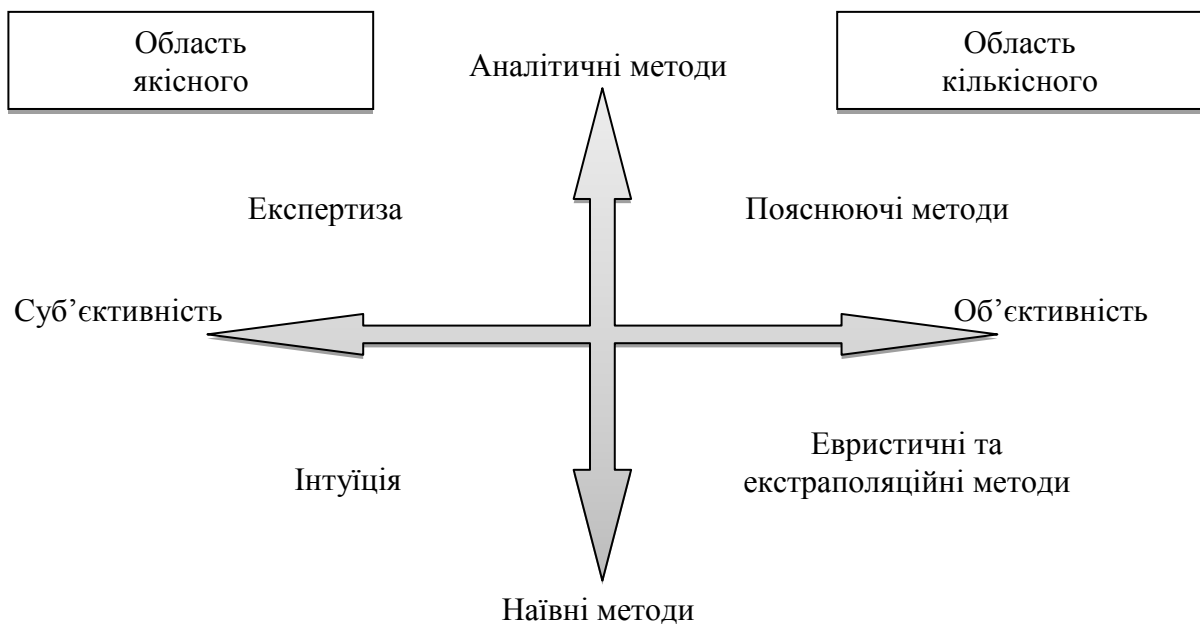 Область
якісного
Область
кількісного
Аналітичні методи
Експертиза
Пояснюючі методи
Суб’єктивність
Об’єктивність
Інтуїція
Евристичні та
екстраполяційні методи
Наївні методи